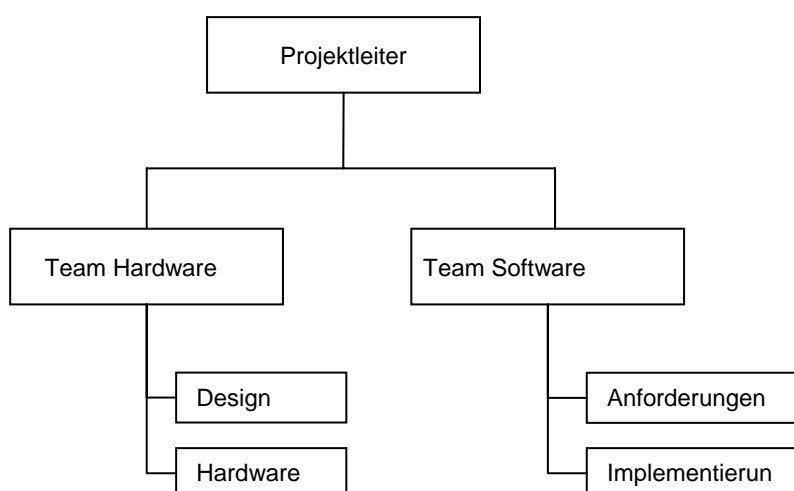 Projektleiter
Team Hardware
Team Software
Design
Hardware
Anforderungen
Implementierun